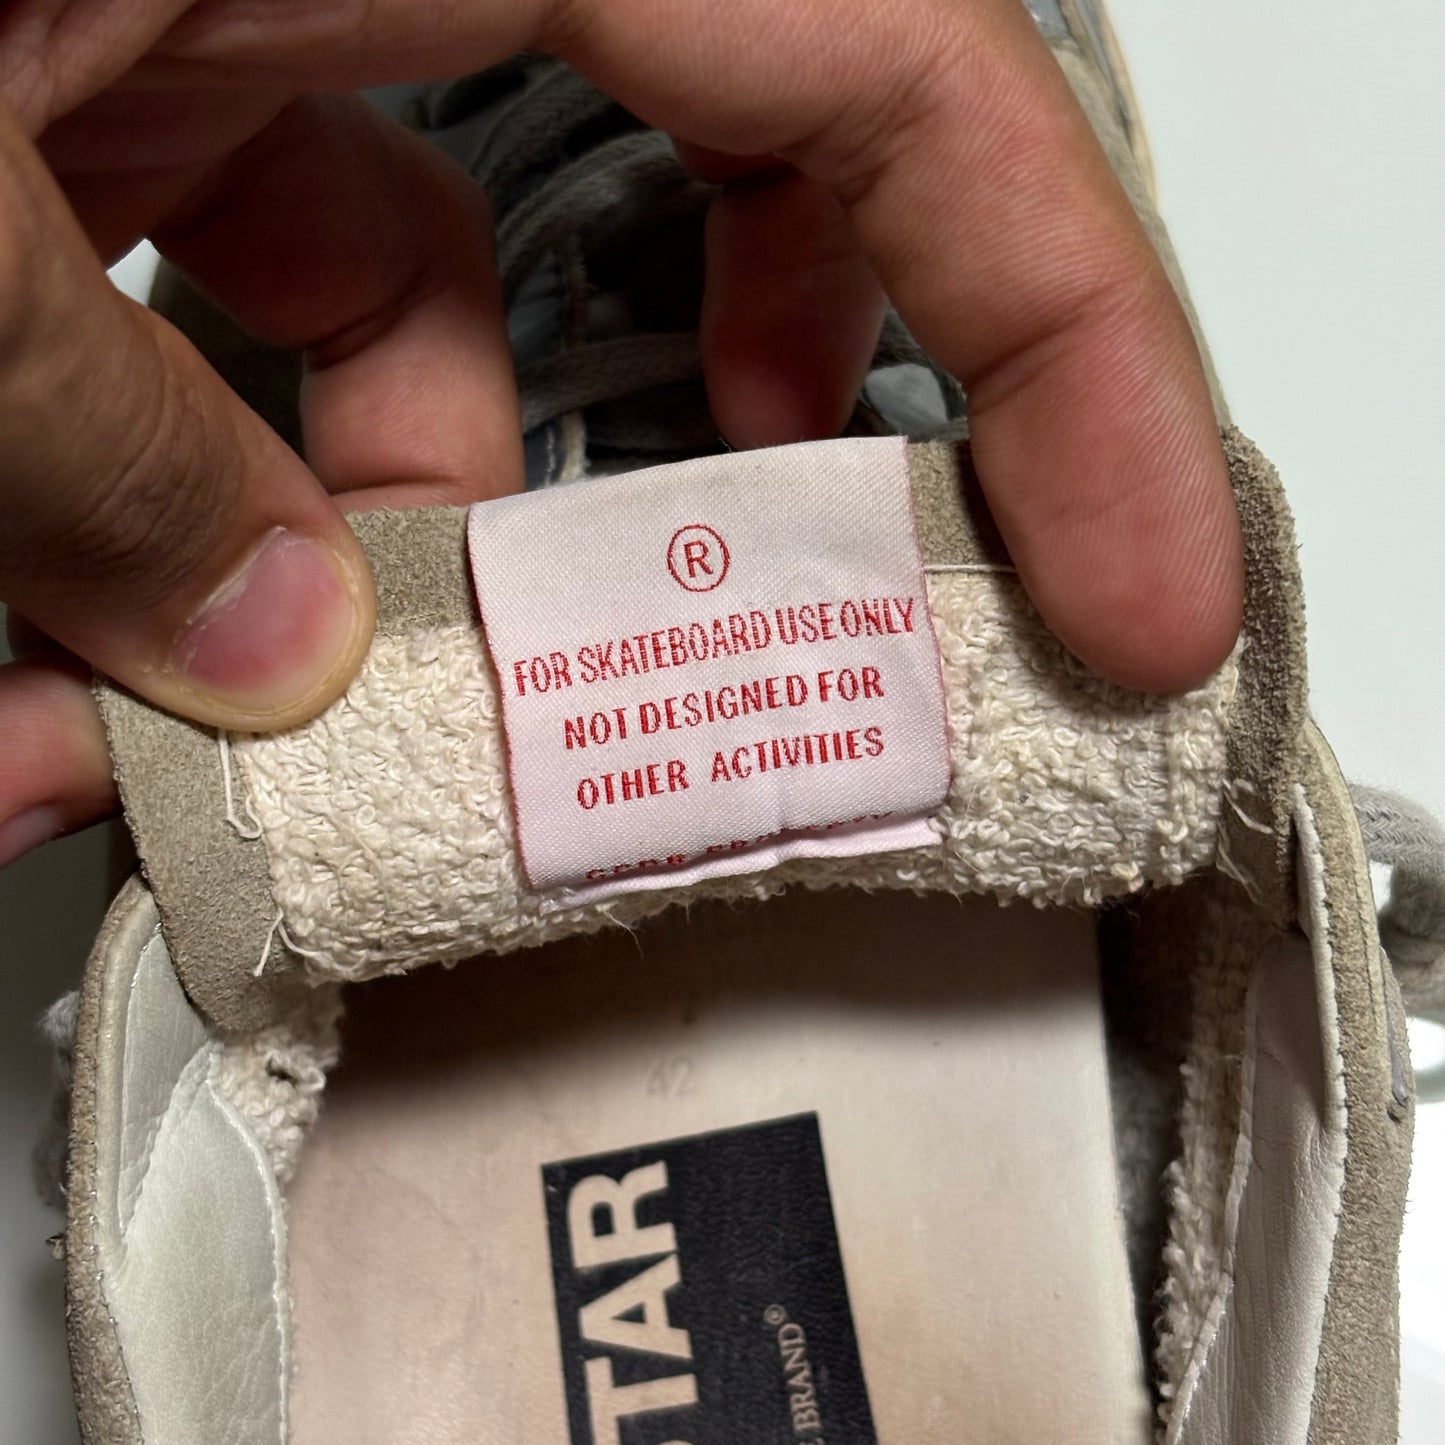 ®
FOR SKATEBOARD USE ONLY
NOT DESIGNED FOR
OTHER ACTIVITIES
42
STAR
BRAND®